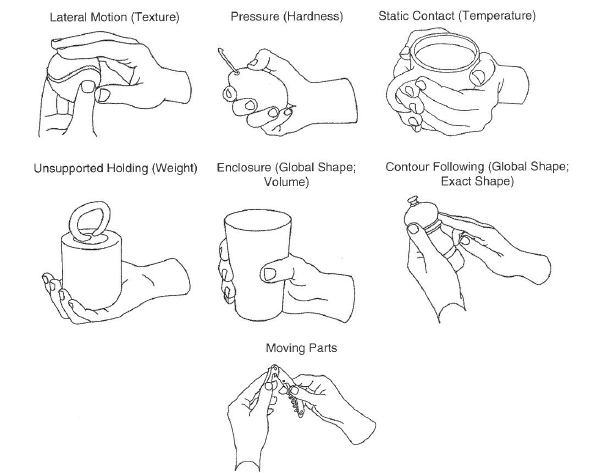 Lateral Motion (Texture)
Pressure (Hardness)
Static Contact (Temperature)
Unsupported Holding (Weight)
Enclosure (Global Shape;
Volume)
Contour Following (Global Shape;
Exact Shape)
Moving Parts